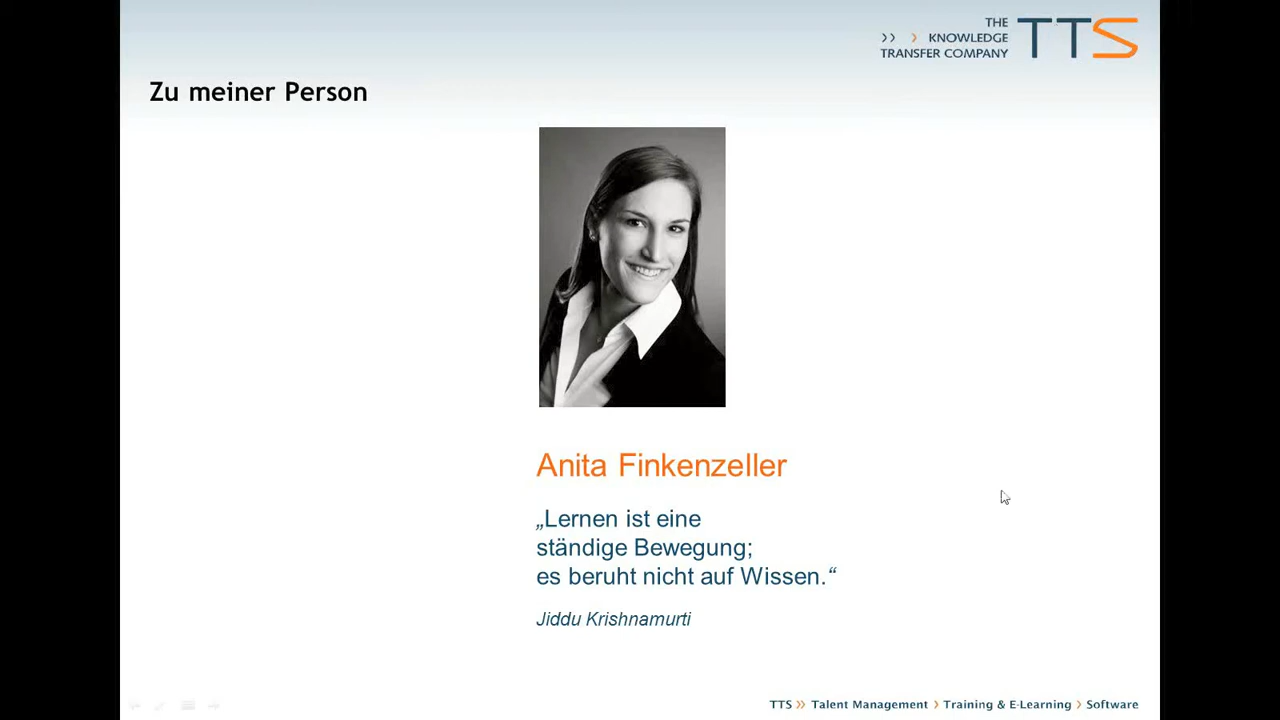 THE
›› › KNOWLEDGE
TRANSFER COMPANY
TTS
Zu meiner Person
Anita Finkenzeller
„Lernen ist eine
ständige Bewegung;
es beruht nicht auf Wissen.“
Jiddu Krishnamurti
TTS ›› Talent Management › Training & E-Learning › Software